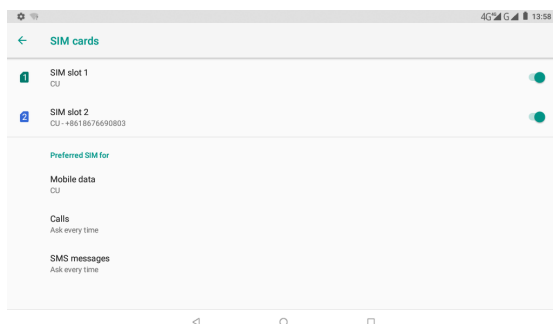 4G G 13:58
SIM cards
1
SIM slot 1
CU
2
SIM slot 2
CU - +8618676690803
Preferred SIM for
Mobile data
CU
Calls
Ask every time
SMS messages
Ask every time